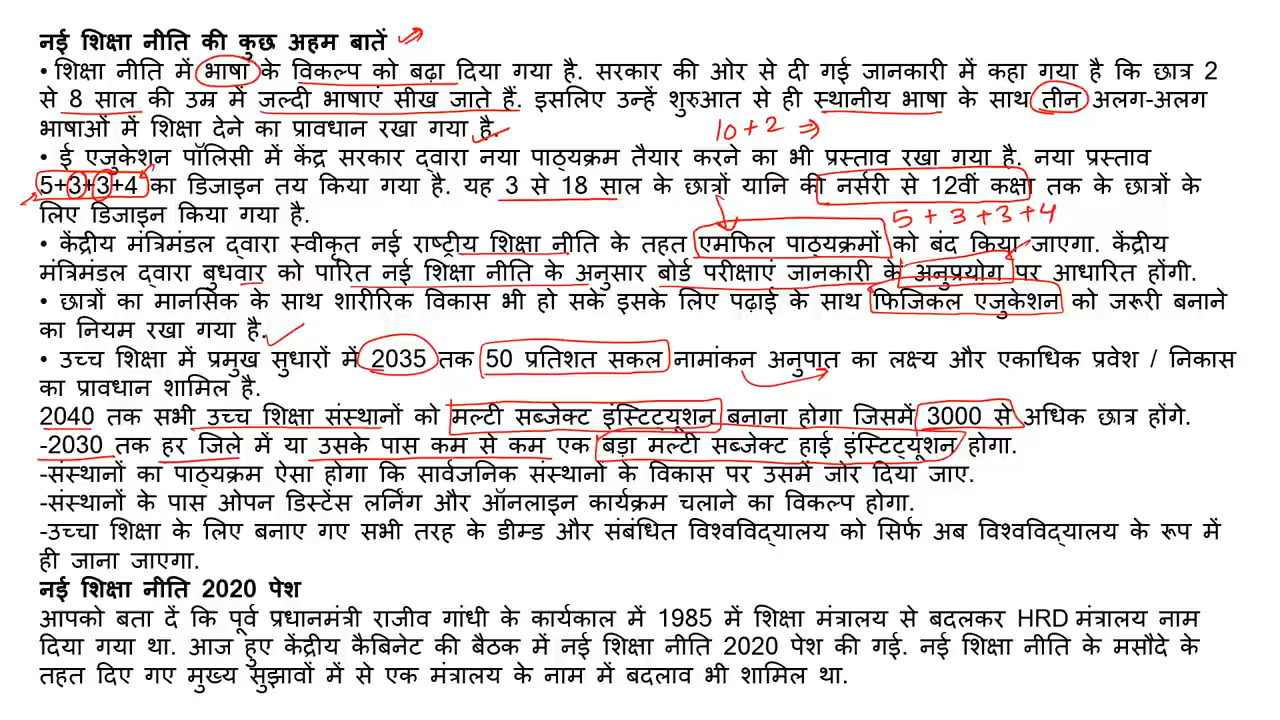 नई शिक्षा नीति की कुछ अहम बातें
• शिक्षा नीति में भाषा के विकल्प को बढ़ा दिया गया है. सरकार की ओर से दी गई जानकारी में कहा गया है कि छात्र 2
से 8 साल की उम्र में जल्दी भाषाएं सीख जाते हैं. इसलिए उन्हें शुरुआत से ही स्थानीय भाषा के साथ तीन अलग-अलग
भाषाओं में शिक्षा देने का प्रावधान रखा गया है.
10+2 ⇒
• ई एजुकेशन पॉलिसी में केंद्र सरकार द्वारा नया पाठ्यक्रम तैयार करने का भी प्रस्ताव रखा गया है. नया प्रस्ताव
5+3+3+4 का डिजाइन तय किया गया है. यह 3 से 18 साल के छात्रों यानि की नर्सरी से 12वीं कक्षा तक के छात्रों के
लिए डिजाइन किया गया है.
5 + 3 + 3 + 4
• केंद्रीय मंत्रिमंडल द्वारा स्वीकृत नई राष्ट्रीय शिक्षा नीति के तहत एमफिल पाठ्यक्रमों को बंद किया जाएगा. केंद्रीय
मंत्रिमंडल द्वारा बुधवार को पारित नई शिक्षा नीति के अनुसार बोर्ड परीक्षाएं जानकारी के अनुप्रयोग पर आधारित होंगी.
• छात्रों का मानसिक के साथ शारीरिक विकास भी हो सके इसके लिए पढ़ाई के साथ फिजिकल एजुकेशन को जरूरी बनाने
का नियम रखा गया है.
• उच्च शिक्षा में प्रमुख सुधारों में 2035 तक 50 प्रतिशत सकल नामांकन अनुपात का लक्ष्य और एकाधिक प्रवेश / निकास
का प्रावधान शामिल है.
2040 तक सभी उच्च शिक्षा संस्थानों को मल्टी सब्जेक्ट इंस्टिट्यूशन बनाना होगा जिसमें 3000 से अधिक छात्र होंगे.
-2030 तक हर जिले में या उसके पास कम से कम एक बड़ा मल्टी सब्जेक्ट हाई इंस्टिट्यूशन होगा.
-संस्थानों का पाठ्यक्रम ऐसा होगा कि सार्वजनिक संस्थानों के विकास पर उसमें जोर दिया जाए.
-संस्थानों के पास ओपन डिस्टेंस लर्निंग और ऑनलाइन कार्यक्रम चलाने का विकल्प होगा.
-उच्चा शिक्षा के लिए बनाए गए सभी तरह के डीम्ड और संबंधित विश्वविद्यालय को सिर्फ अब विश्वविद्यालय के रूप में
ही जाना जाएगा.
नई शिक्षा नीति 2020 पेश
आपको बता दें कि पूर्व प्रधानमंत्री राजीव गांधी के कार्यकाल में 1985 में शिक्षा मंत्रालय से बदलकर HRD मंत्रालय नाम
दिया गया था. आज हुए केंद्रीय कैबिनेट की बैठक में नई शिक्षा नीति 2020 पेश की गई. नई शिक्षा नीति के मसौदे के
तहत दिए गए मुख्य सुझावों में से एक मंत्रालय के नाम में बदलाव भी शामिल था.